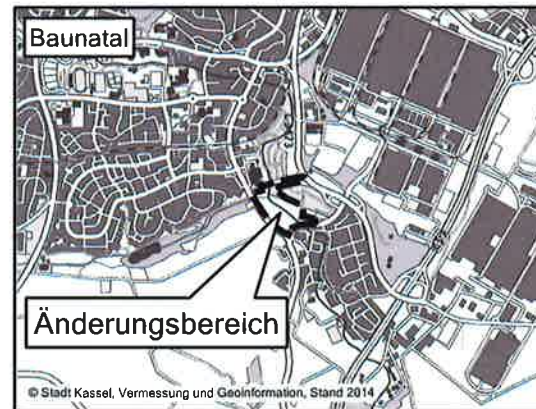 Baunatal
Änderungsbereich
© Stadt Kassel, Vermessung und Geoinformation, Stand 2014